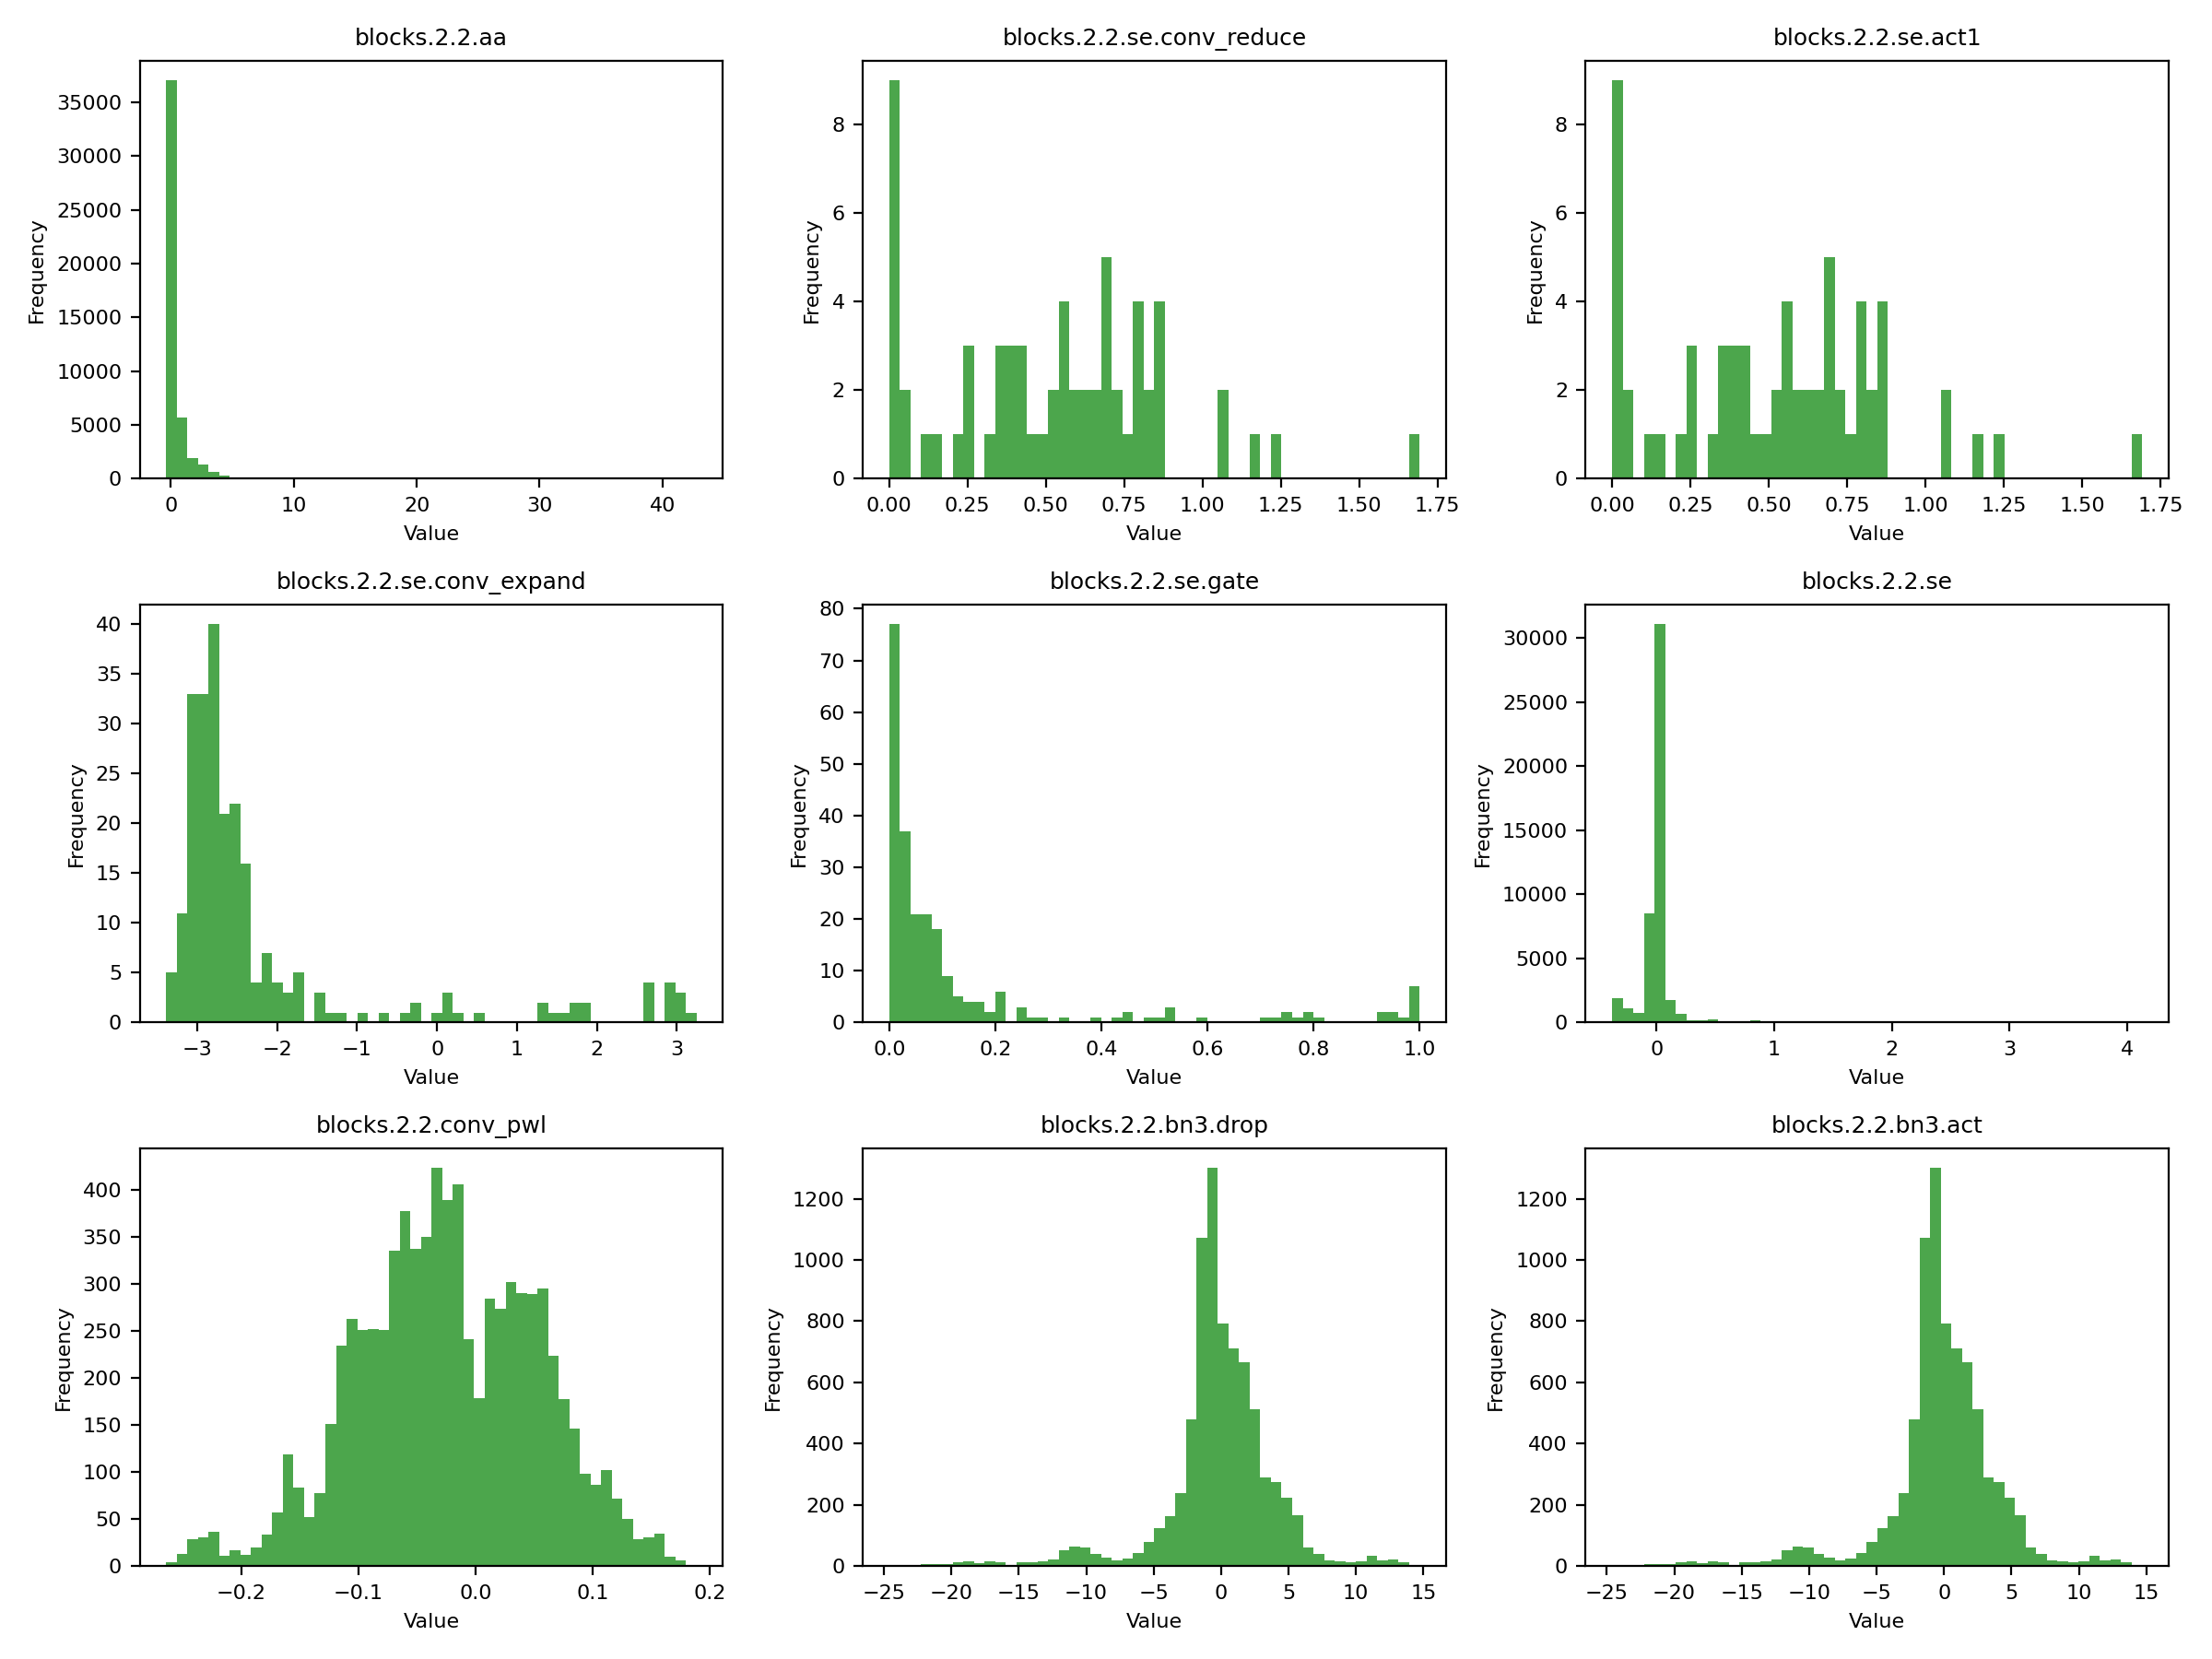 blocks.2.2.aa
Frequency
35000
30000
25000
20000
15000
10000
5000
0
0 10 20 30 40
Value
blocks.2.2.se.conv_reduce
Frequency
8
6
4
2
0
0.00 0.25 0.50 0.75 1.00 1.25 1.50 1.75
Value
blocks.2.2.se.act1
Frequency
8
6
4
2
0
0.00 0.25 0.50 0.75 1.00 1.25 1.50 1.75
Value
blocks.2.2.se.conv_expand
Frequency
40
35
30
25
20
15
10
5
0
−3 −2 −1 0 1 2 3
Value
blocks.2.2.se.gate
Frequency
80
70
60
50
40
30
20
10
0
0.0 0.2 0.4 0.6 0.8 1.0
Value
blocks.2.2.se
Frequency
30000
25000
20000
15000
10000
5000
0
0 1 2 3 4
Value
blocks.2.2.conv_pwl
Frequency
400
350
300
250
200
150
100
50
0
−0.2 −0.1 0.0 0.1 0.2
Value
blocks.2.2.bn3.drop
Frequency
1200
1000
800
600
400
200
0
−25 −20 −15 −10 −5 0 5 10 15
Value
blocks.2.2.bn3.act
Frequency
1200
1000
800
600
400
200
0
−25 −20 −15 −10 −5 0 5 10 15
Value